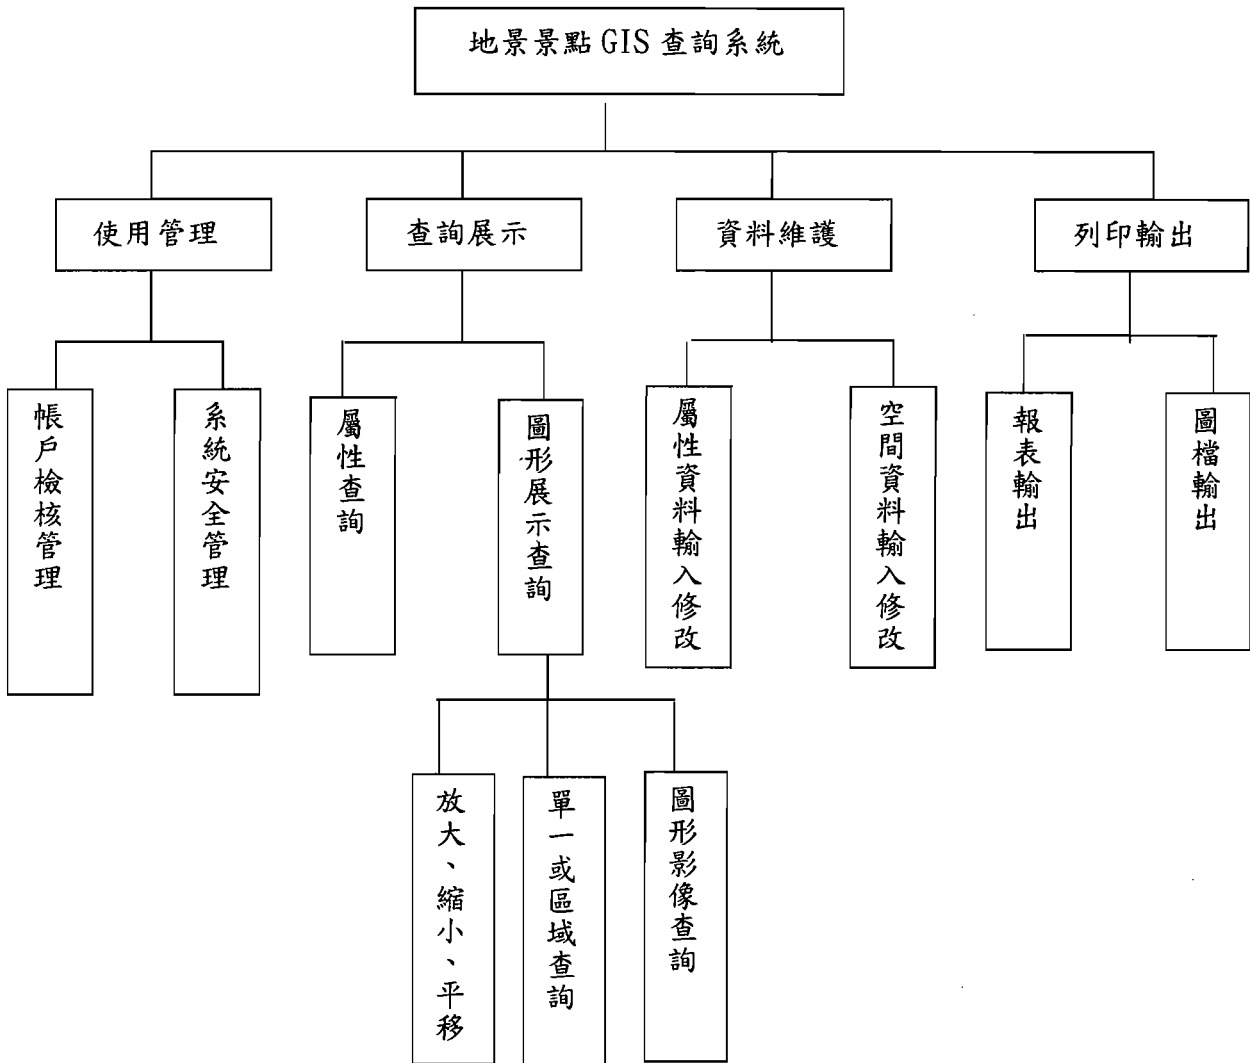 地景景點 GIS 查詢系統
使用管理
查詢展示
資料維護
列印輸出
帳戶檢核管理
系統安全管理
屬性查詢
圖形展示查詢
屬性資料輸入修改
空間資料輸入修改
報表輸出
圖檔輸出
放大、縮小、平移
單一或區域查詢
圖形影像查詢